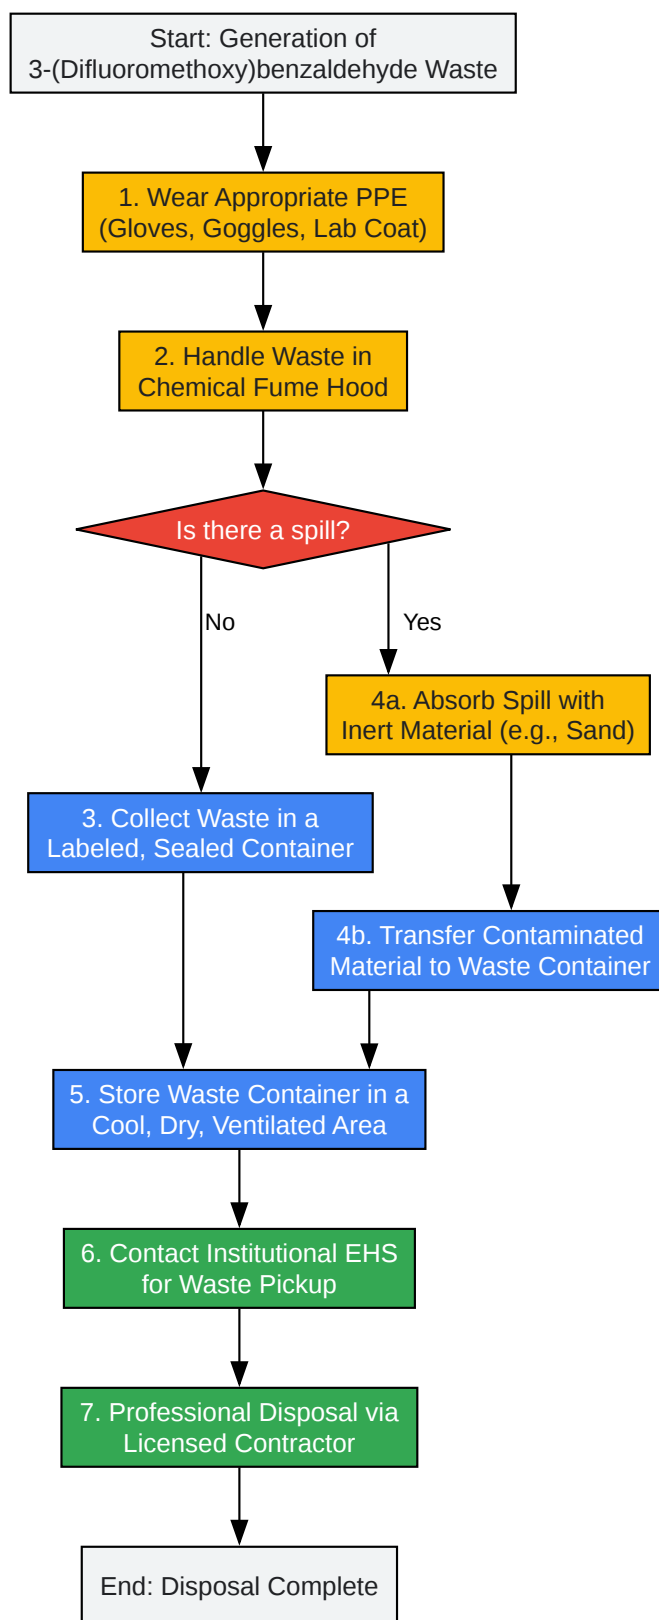 Start: Generation of
3-(Difluoromethoxy)benzaldehyde Waste
1. Wear Appropriate PPE
(Gloves, Goggles, Lab Coat)
2. Handle Waste in
Chemical Fume Hood
Is there a spill?
No
Yes
4a. Absorb Spill with
Inert Material (e.g., Sand)
3. Collect Waste in a
Labeled, Sealed Container
4b. Transfer Contaminated
Material to Waste Container
5. Store Waste Container in a
Cool, Dry, Ventilated Area
6. Contact Institutional EHS
for Waste Pickup
7. Professional Disposal via
Licensed Contractor
End: Disposal Complete